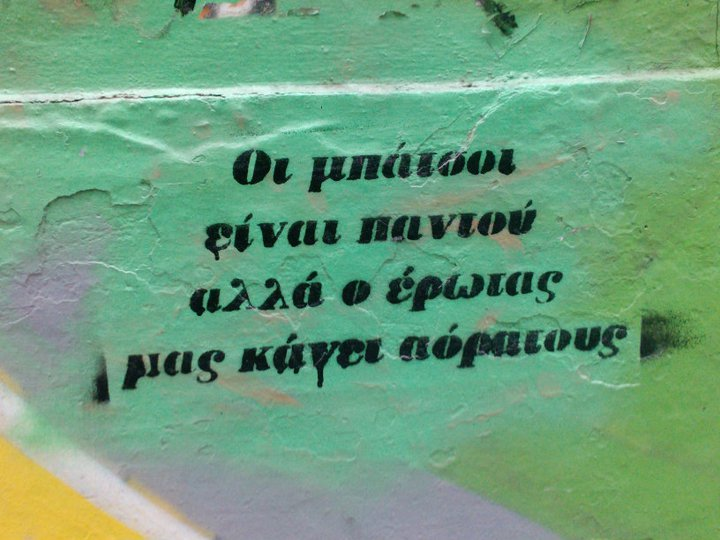 Οι μπάτσοι
είναι παντού
αλλά ο έρωτας
μας κάνει αόρατους